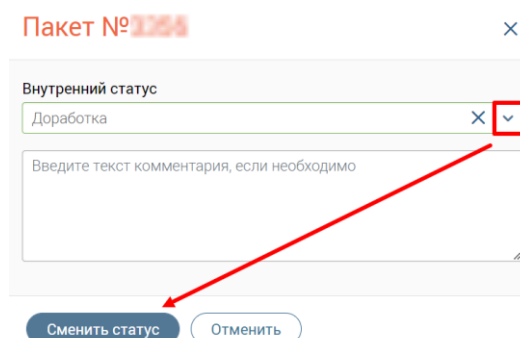 Пакет №
Внутренний статус
Доработка
Введите текст комментария, если необходимо
Сменить статус
Отменить